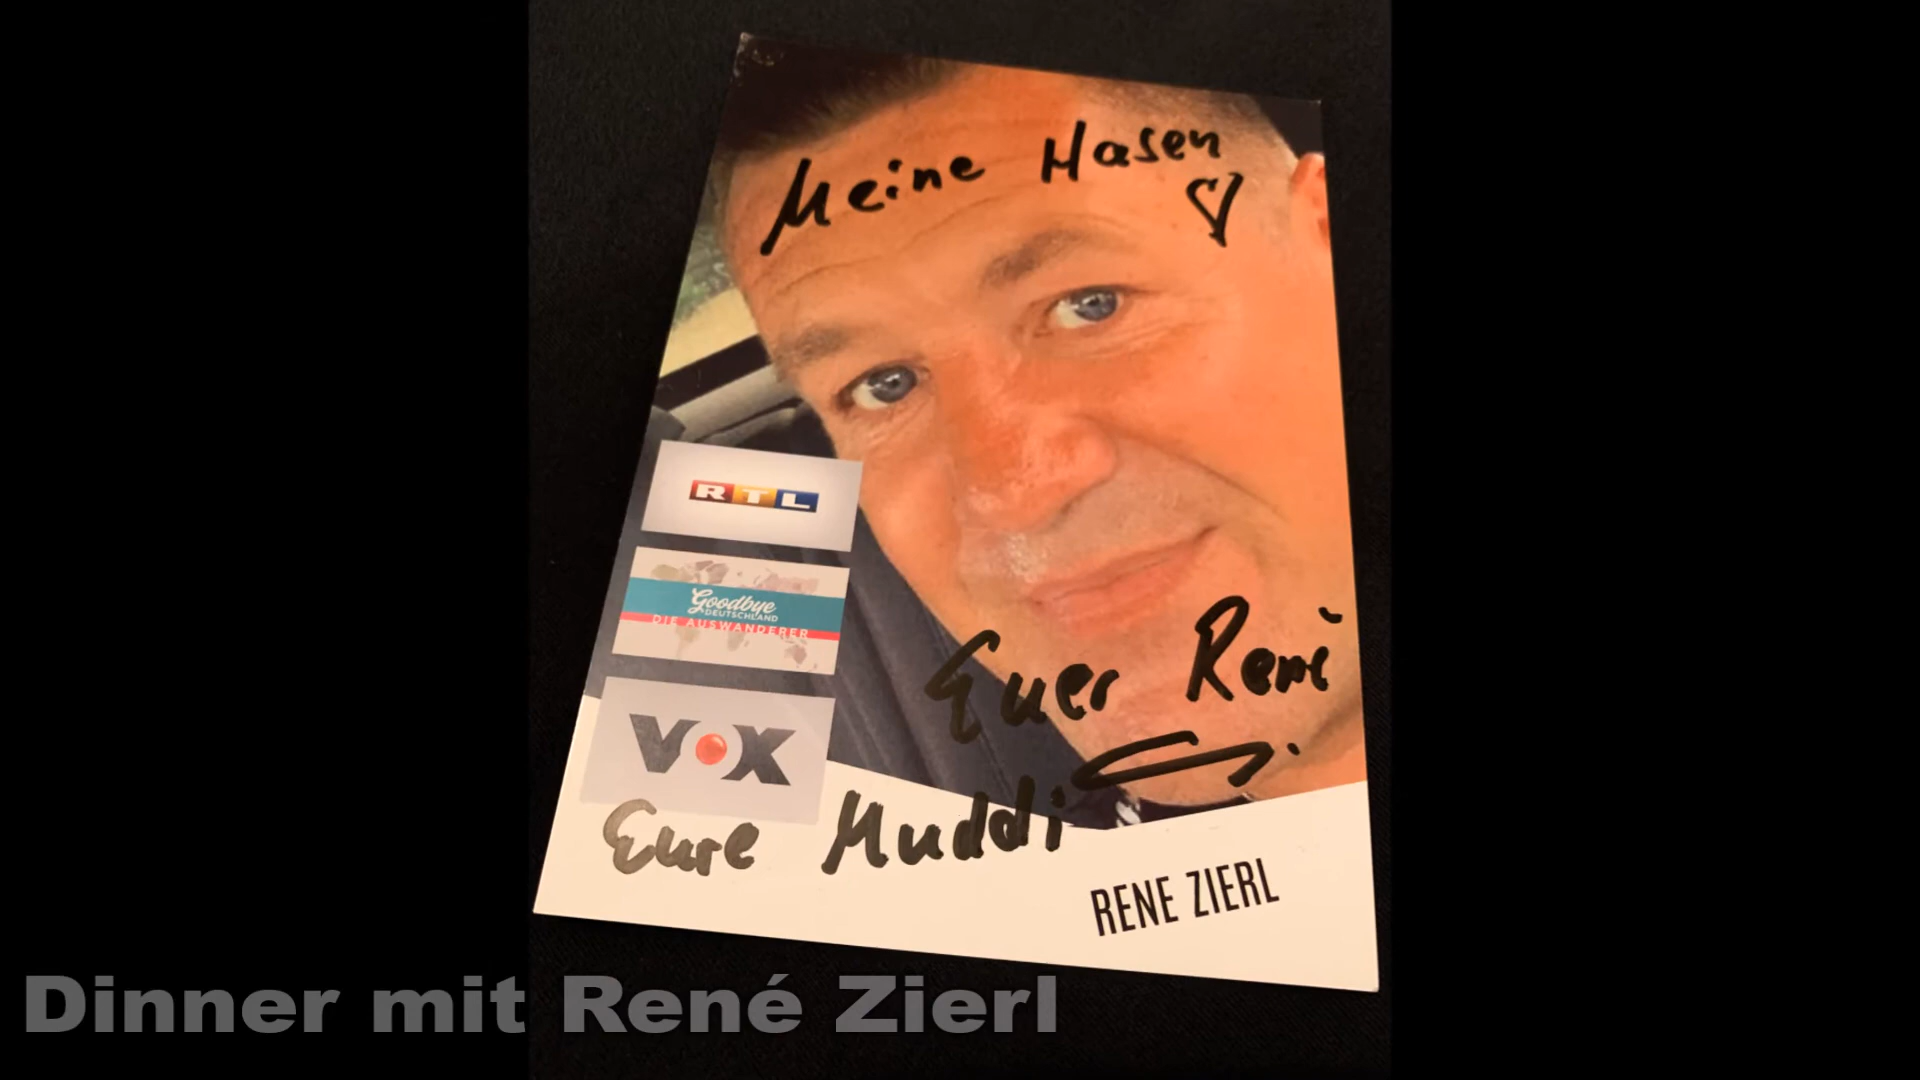 Meine Hasen
RTL
Goodbye
DEUTSCHLAND
DIE AUSWANDERER
Euer René
VOX
Eure Muddi
RENE ZIERL
Dinner mit René Zierl